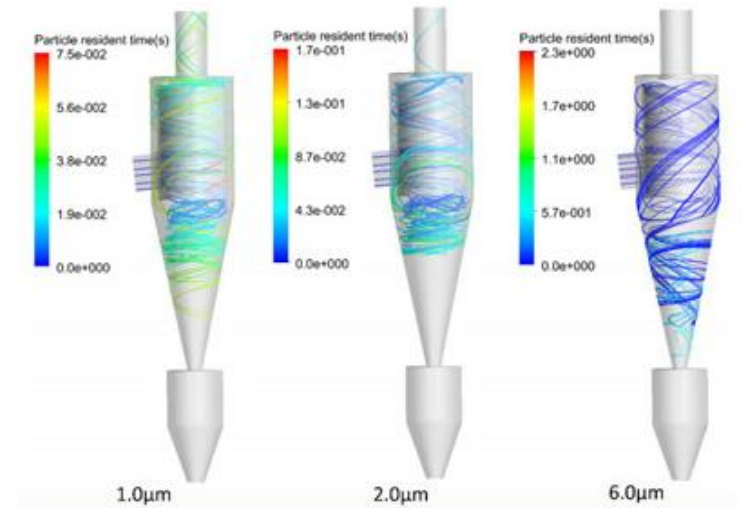 Particle resident time(s)
7.5e-002
5.6e-002
3.8e-002
1.9e-002
0.0e+000
1.0μm
Particle resident time(s)
1.7e-001
1.3e-001
8.7e-002
4.3e-002
0.0e+000
2.0μm
Particle resident time(s)
2.3e+000
1.7e+000
1.1e+000
5.7e-001
0.0e+000
6.0μm